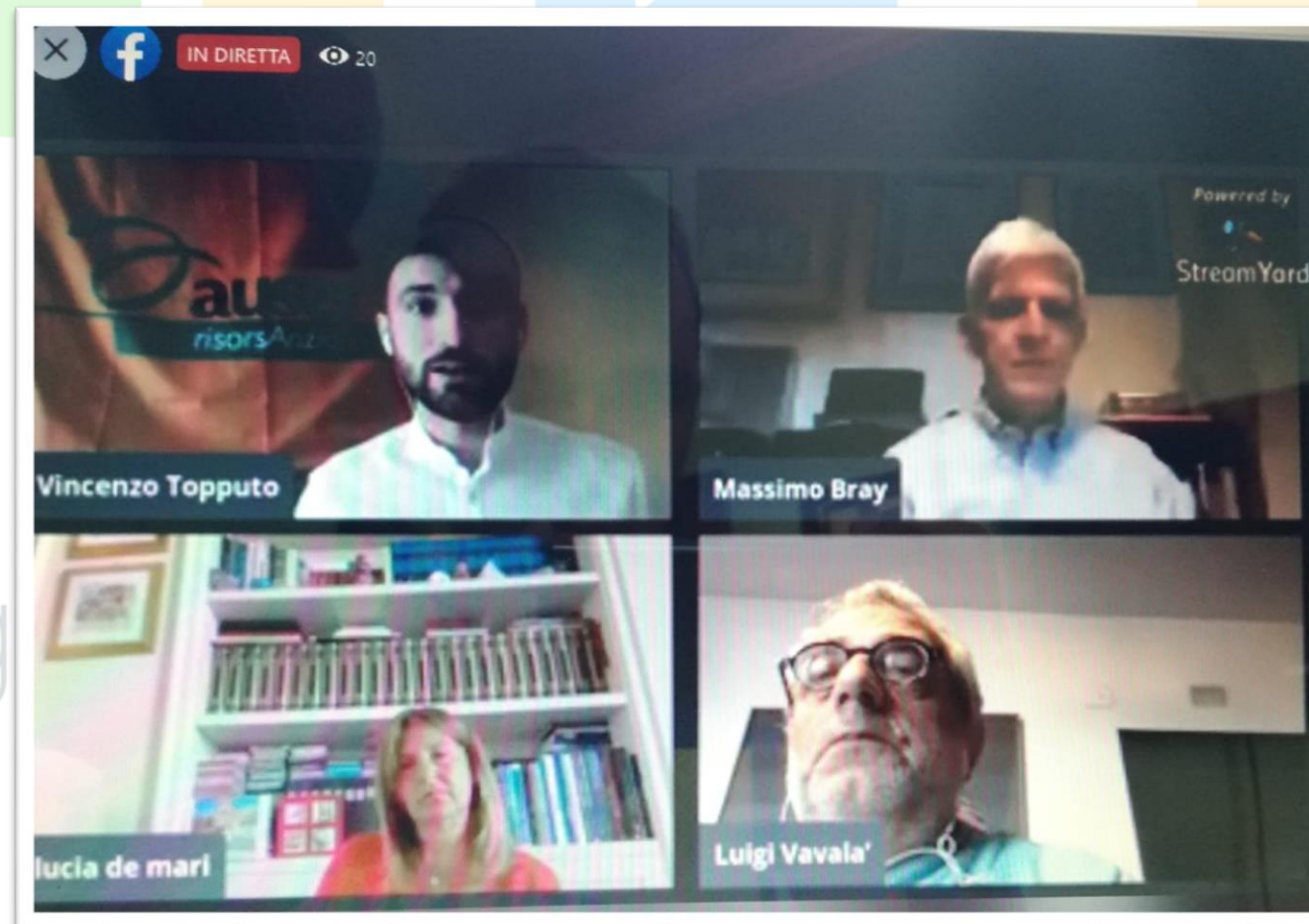 IN DIRETTA 20
Powered by
StreamYard
risorsAnz
Vincenzo Topputo
Massimo Bray
lucia de mari
Luigi Vavala'